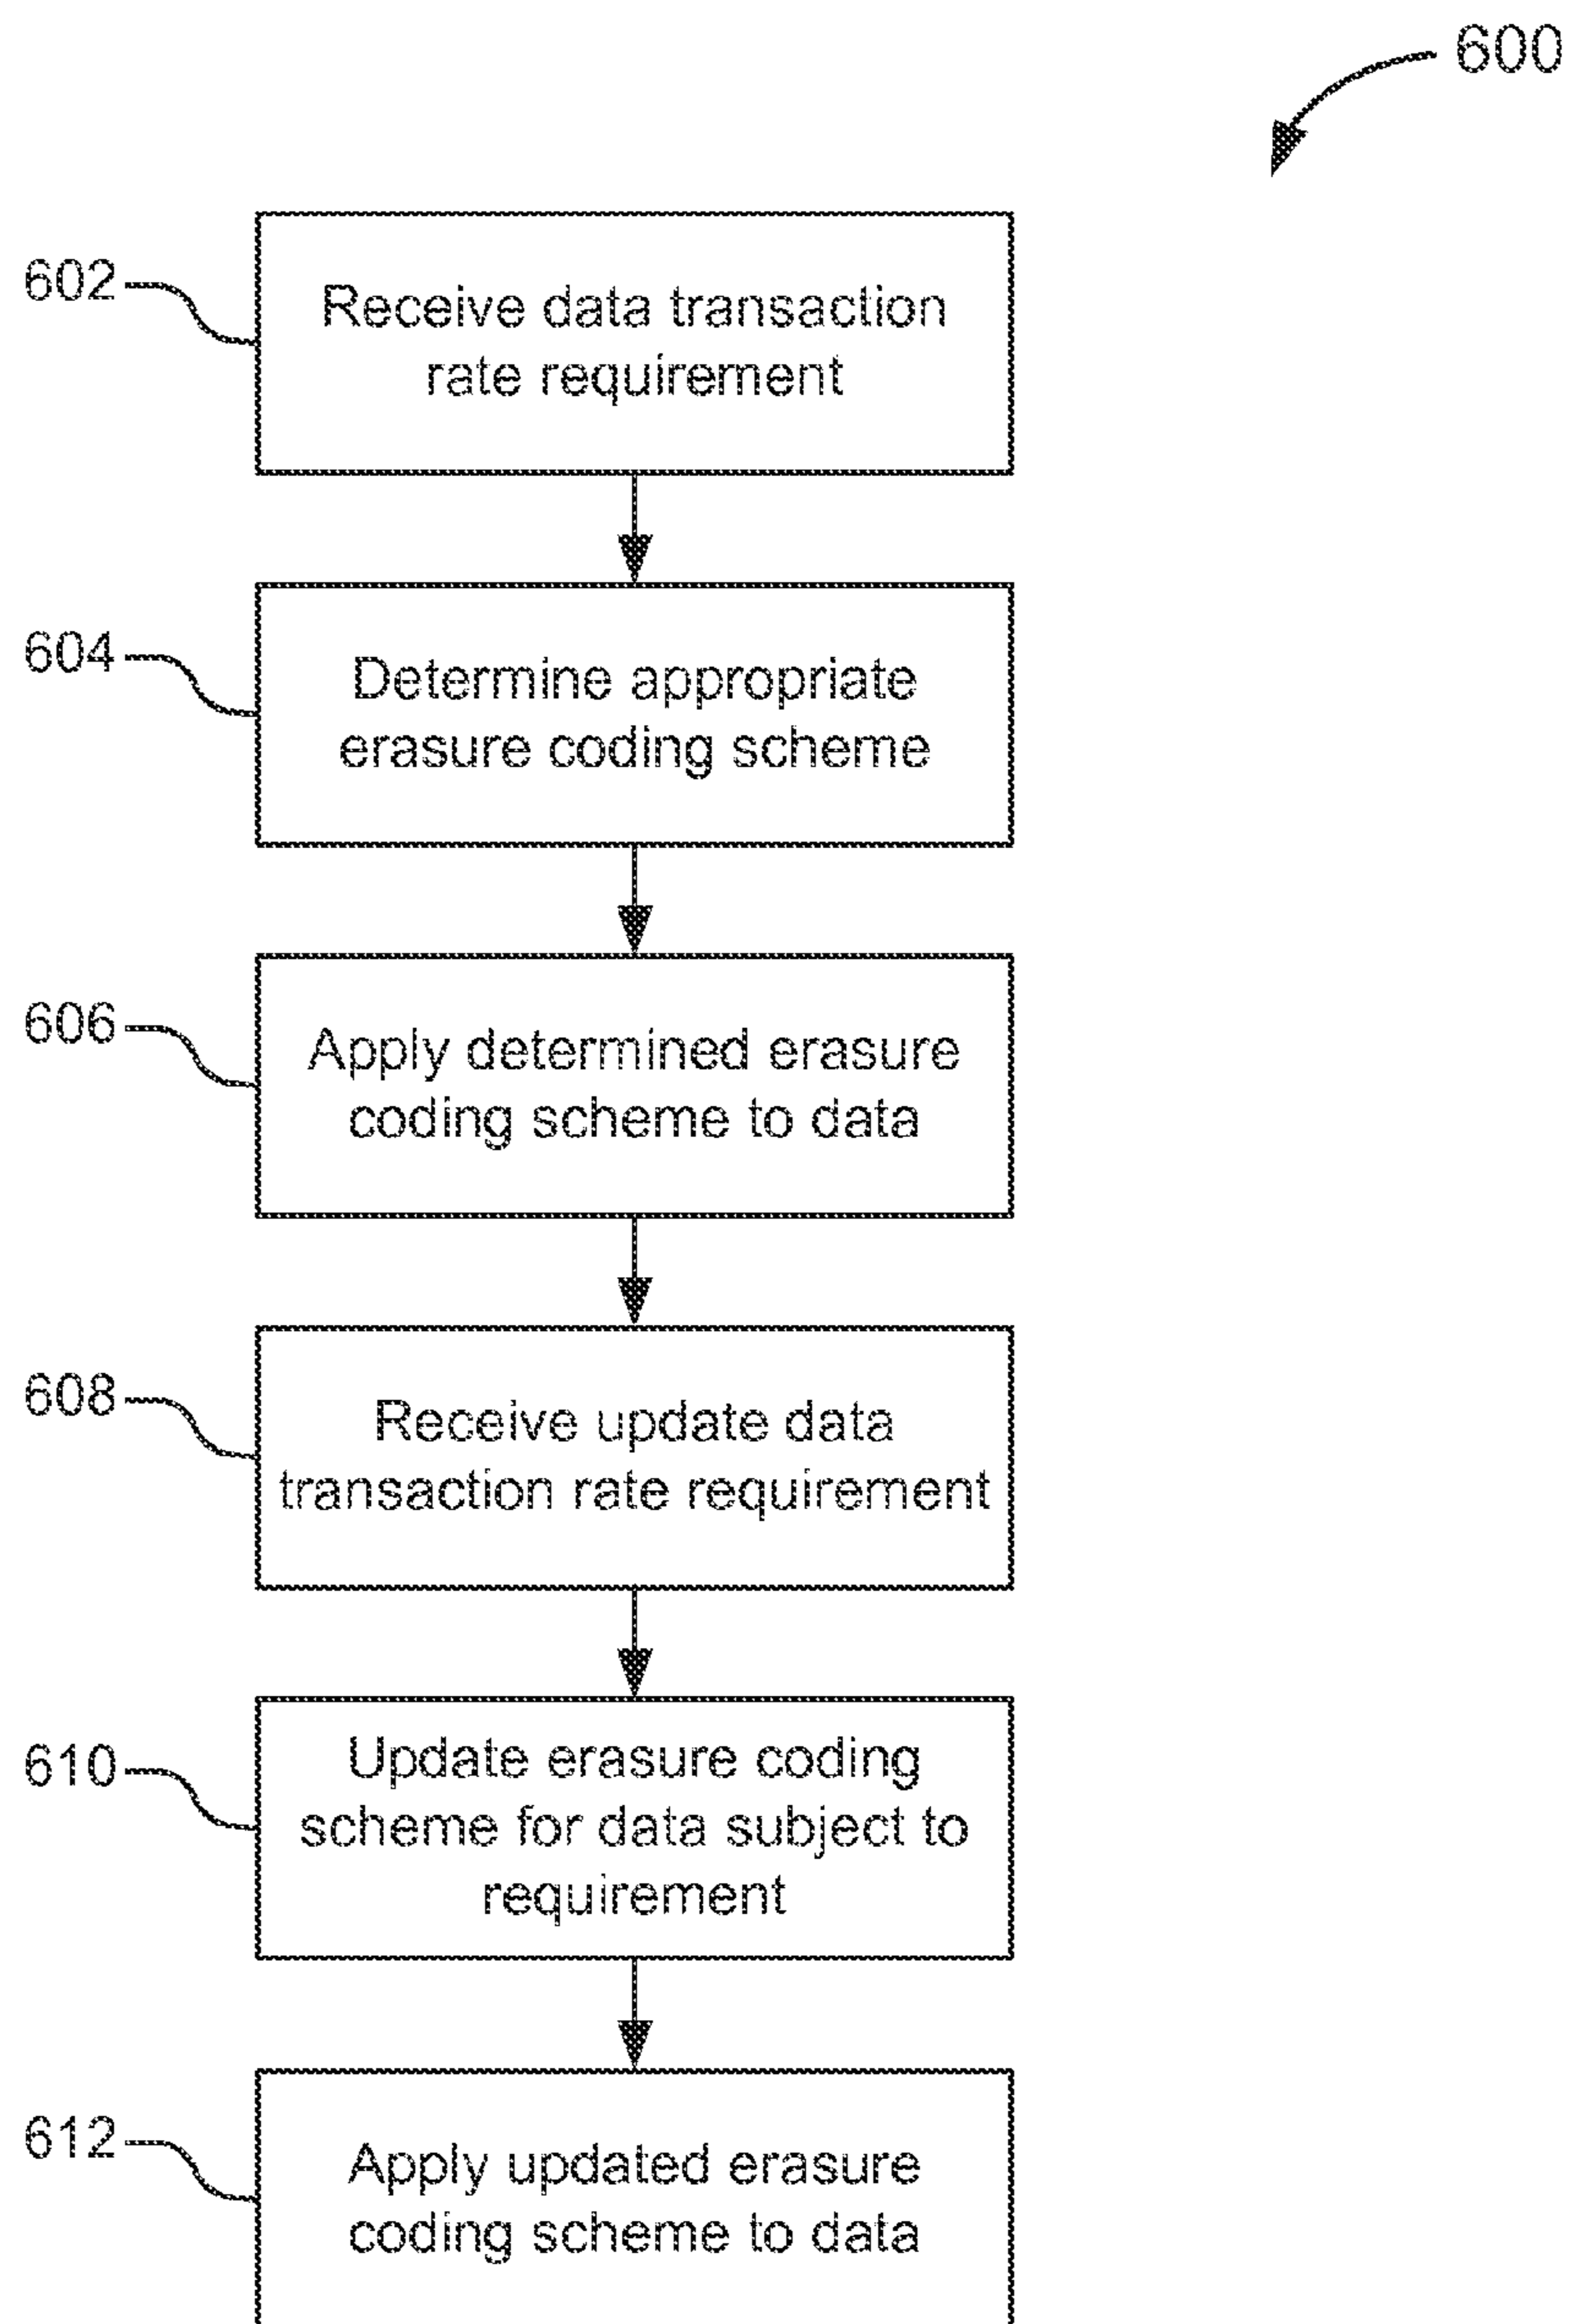 600
602
Receive data transaction
rate requirement
604
Determine appropriate
erasure coding scheme
606
Apply determined erasure
coding scheme to data
608
Receive update data
transaction rate requirement
610
Update erasure coding
scheme for data subject to
requirement
612
Apply updated erasure
coding scheme to data